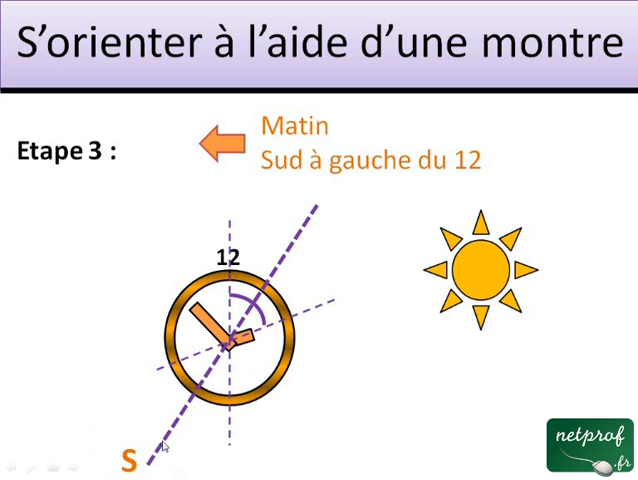 S’orienter à l’aide d’une montre
Etape 3 :
Matin
Sud à gauche du 12
12
S
netprof
.fr